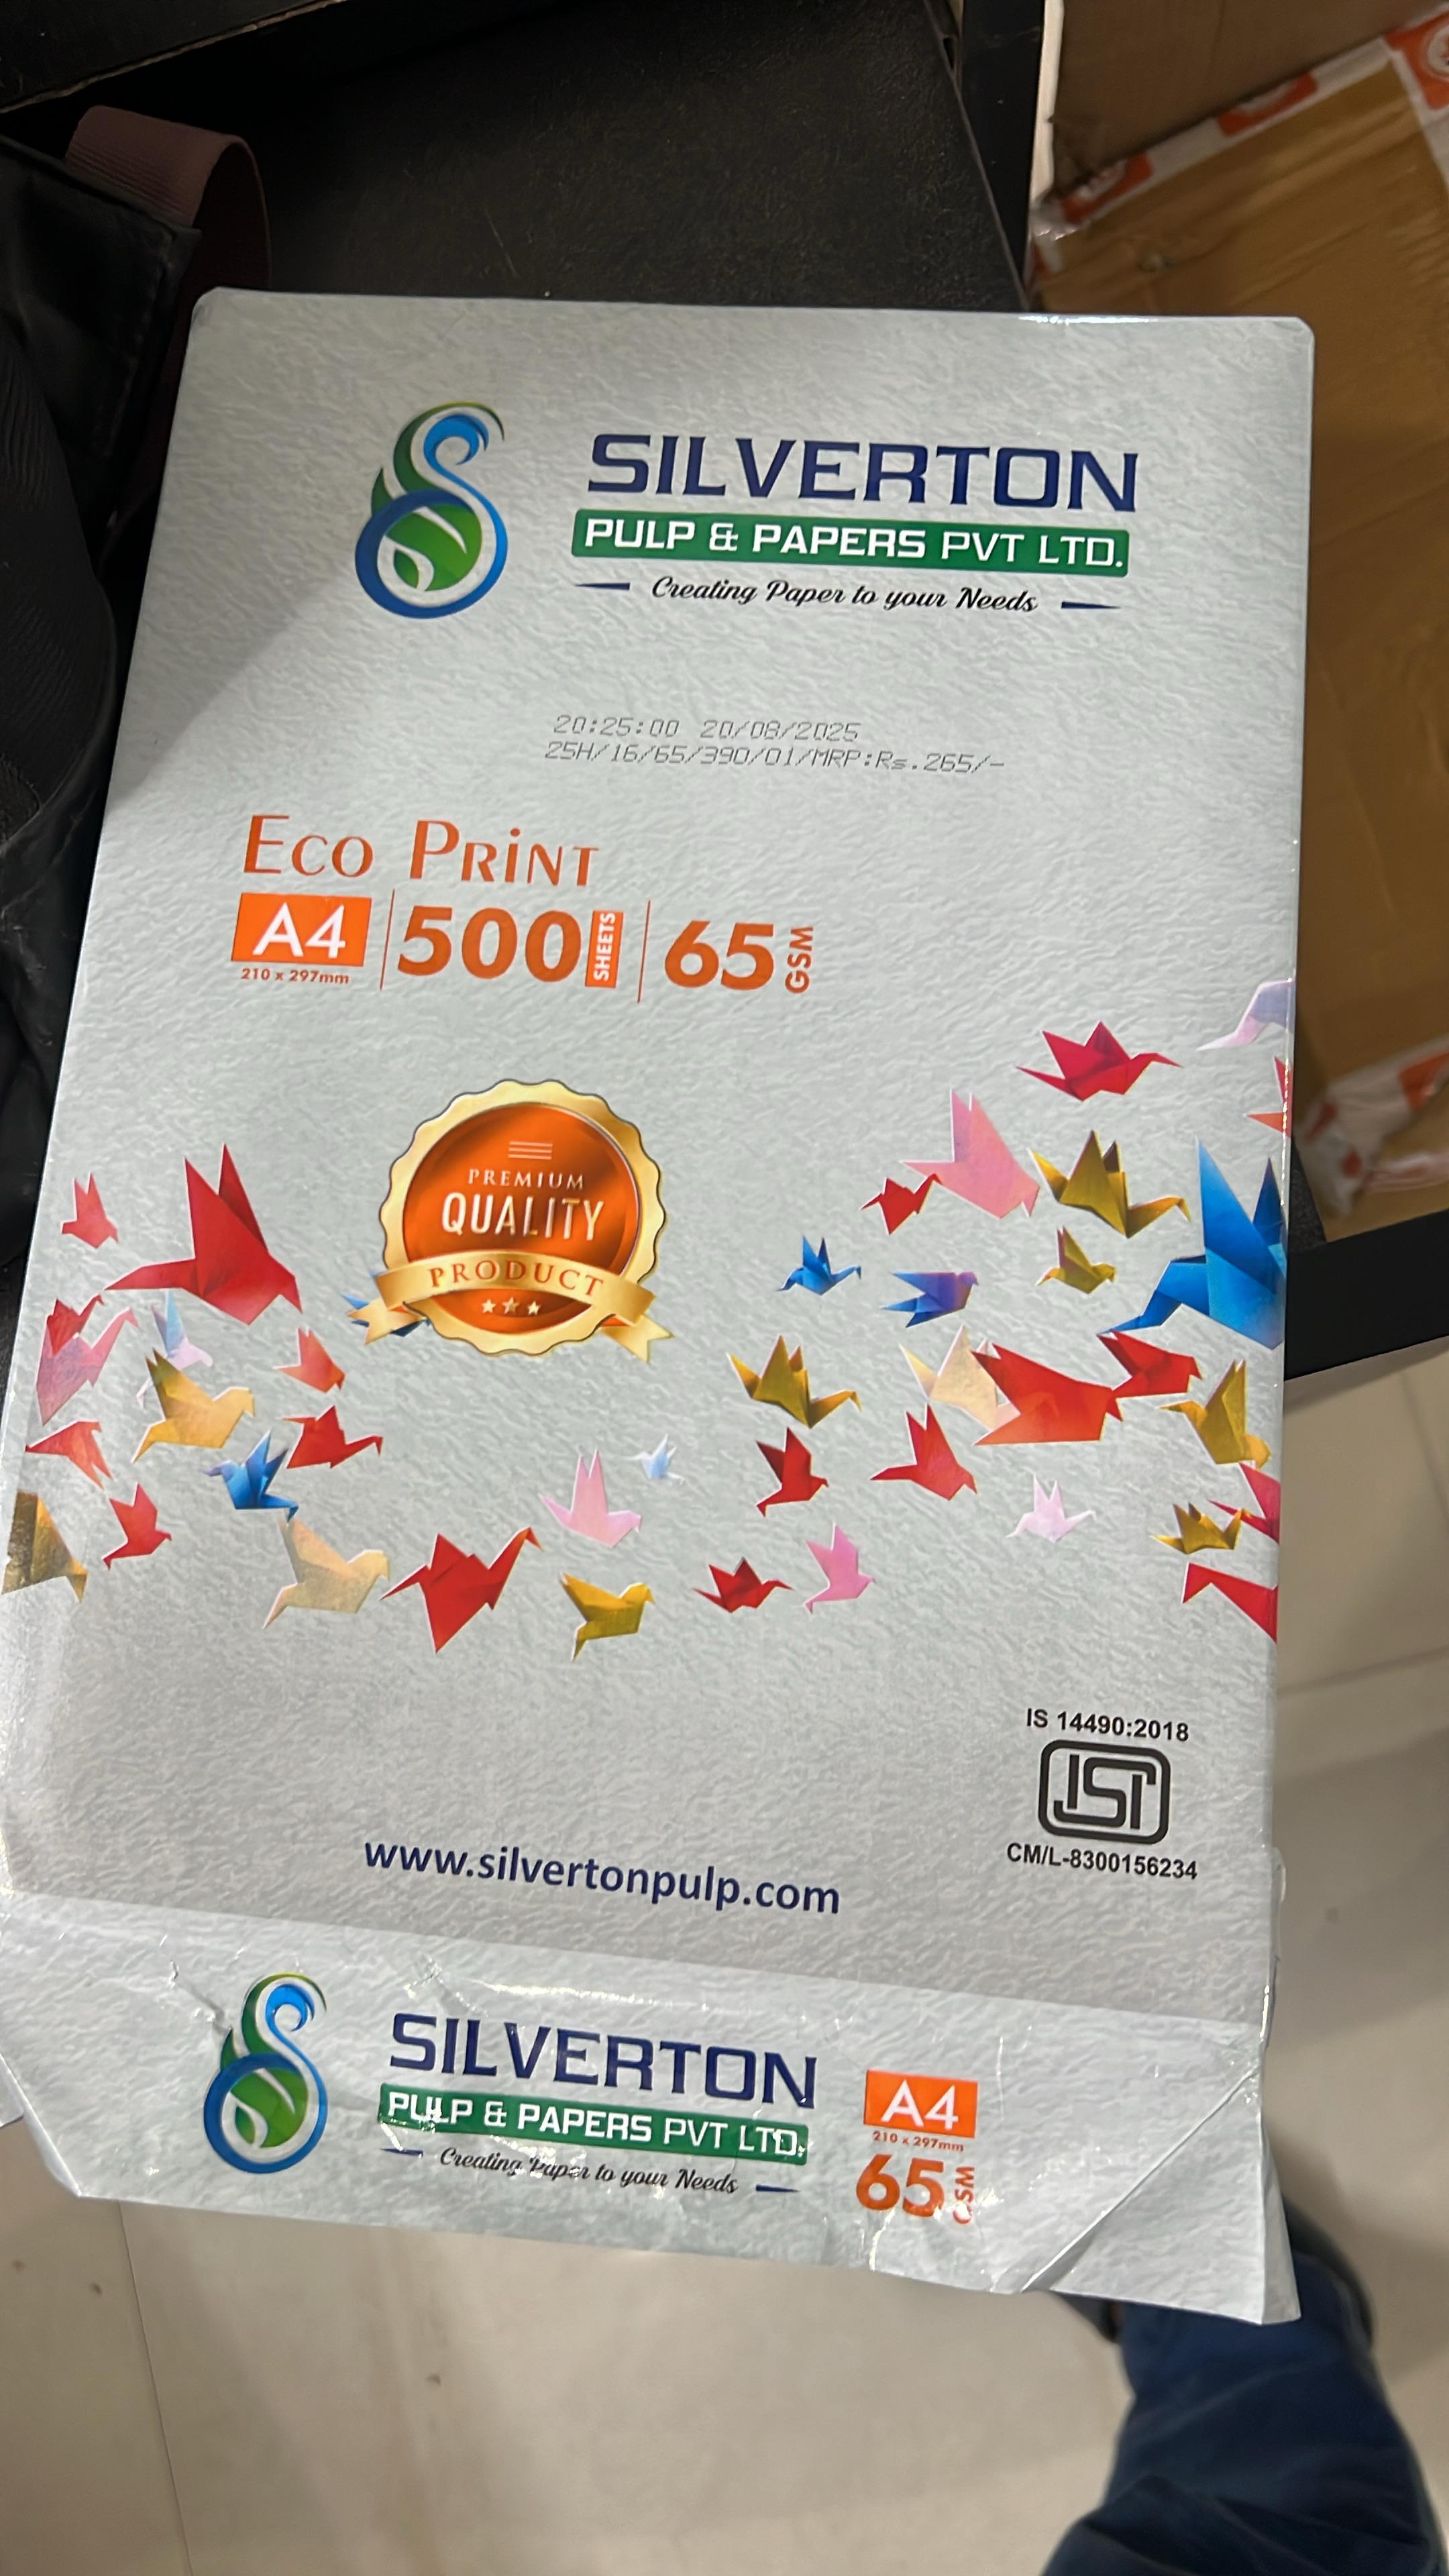 SILVERTON
PULP & PAPERS PVT LTD.
Creating Paper to your Needs
20:25:00 20/08/2025
25H/16/65/390/01/MRP:Rs.265/-
Eco Print
A4 500 SHEETS 65 GSM
210 x 297mm
PREMIUM
QUALITY
PRODUCT
IS 14490:2018
ISI
CM/L-8300156234
www.silvertonpulp.com
SILVERTON
PULP & PAPERS PVT LTD.
Creating Paper to your Needs
A4
210 x 297mm
65 GSM